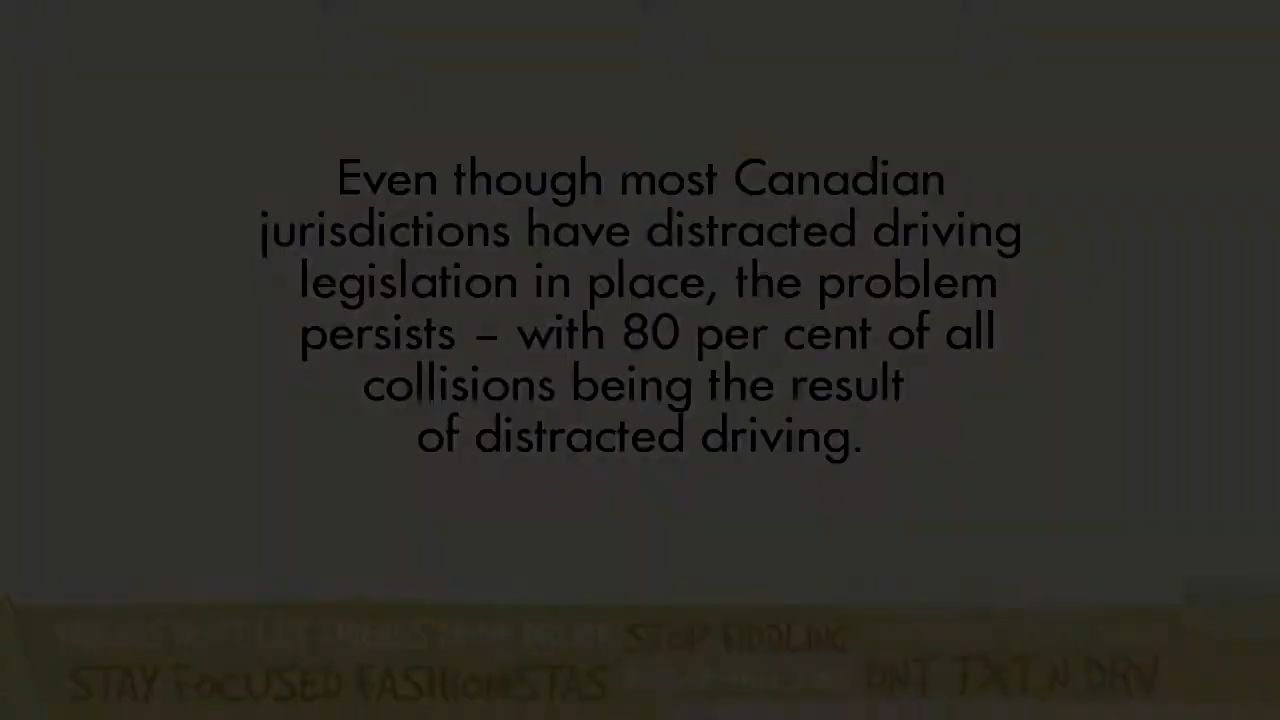 Even though most Canadian
jurisdictions have distracted driving
legislation in place, the problem
persists – with 80 per cent of all
collisions being the result
of distracted driving.
STOP FIDDLING
STAY FOCUSED FASHIONISTAS
DNT TXT N DRV